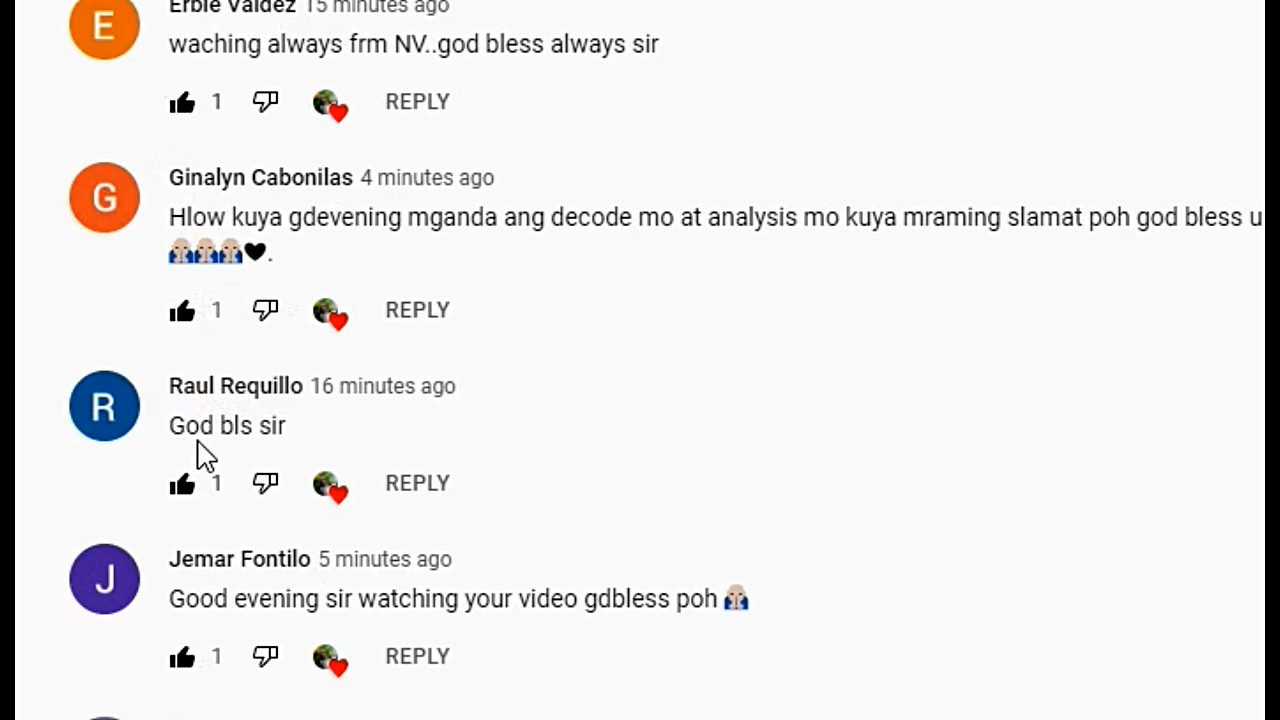 Erbie Valdez 15 minutes ago
E
waching always frm NV..god bless always sir
1 REPLY
Ginalyn Cabonilas 4 minutes ago
G
Hlow kuya gdevening mganda ang decode mo at analysis mo kuya mraming slamat poh god bless u
🙏🙏🙏🖤.
1 REPLY
Raul Requillo 16 minutes ago
R
God bls sir
1 REPLY
Jemar Fontilo 5 minutes ago
J
Good evening sir watching your video gdbless poh 🙏
1 REPLY